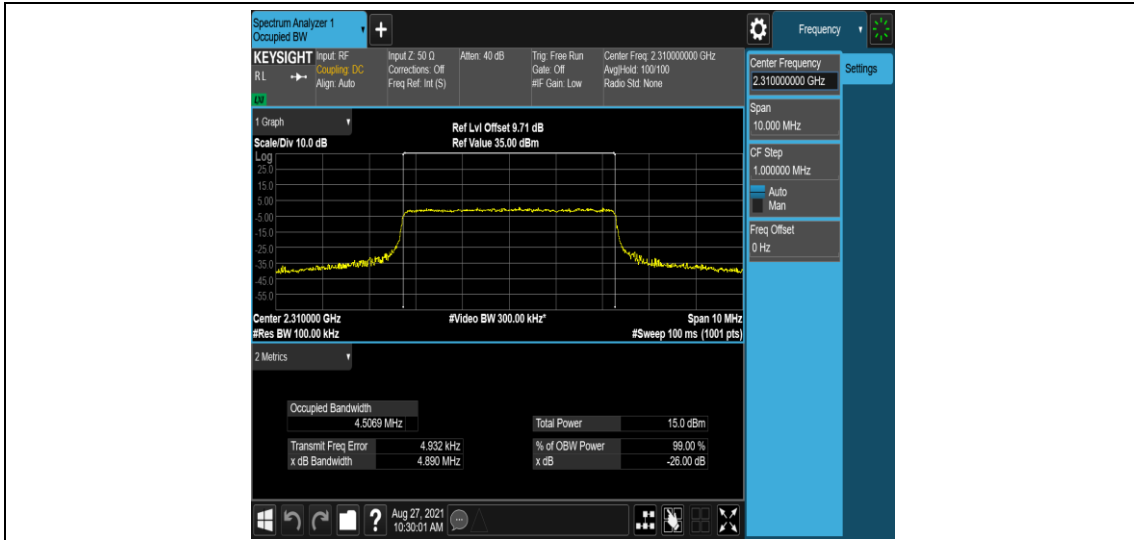 Spectrum Analyzer 1
Occupied BW
+
Frequency
KEYSIGHT
RL
LXI
Input: RF
Coupling: DC
Align: Auto
Input Z: 50 Ω
Corrections: Off
Freq Ref: Int (S)
Atten: 40 dB
Trig: Free Run
Gate: Off
#IF Gain: Low
Center Freq: 2.310000000 GHz
Avg|Hold: 100/100
Radio Std: None
Center Frequency
2.310000000 GHz
Settings
Span
10.000 MHz
CF Step
1.000000 MHz
Auto
Man
Freq Offset
0 Hz
1 Graph
Scale/Div 10.0 dB
Ref Lvl Offset 9.71 dB
Ref Value 35.00 dBm
Log
25.0
15.0
5.00
-5.00
-15.0
-25.0
-35.0
-45.0
-55.0
Center 2.310000 GHz
#Res BW 100.00 kHz
#Video BW 300.00 kHz*
Span 10 MHz
#Sweep 100 ms (1001 pts)
2 Metrics
Occupied Bandwidth
4.5069 MHz
Transmit Freq Error 4.932 kHz
x dB Bandwidth 4.890 MHz
Total Power 15.0 dBm
% of OBW Power 99.00 %
x dB -26.00 dB
?
Aug 27, 2021
10:30:01 AM